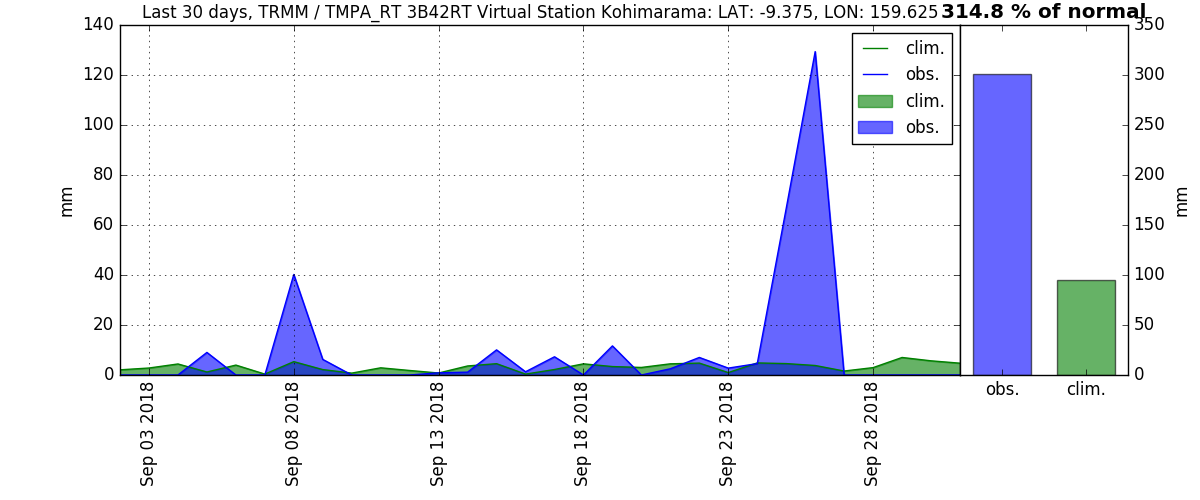 Last 30 days, TRMM / TMPA_RT 3B42RT Virtual Station Kohimarama: LAT: -9.375, LON: 159.625
314.8 % of normal
140
120
100
80
60
40
20
0
mm
Sep 03 2018
Sep 08 2018
Sep 13 2018
Sep 18 2018
Sep 23 2018
Sep 28 2018
clim.
obs.
clim.
obs.
350
300
250
200
150
100
50
0
mm
obs.
clim.